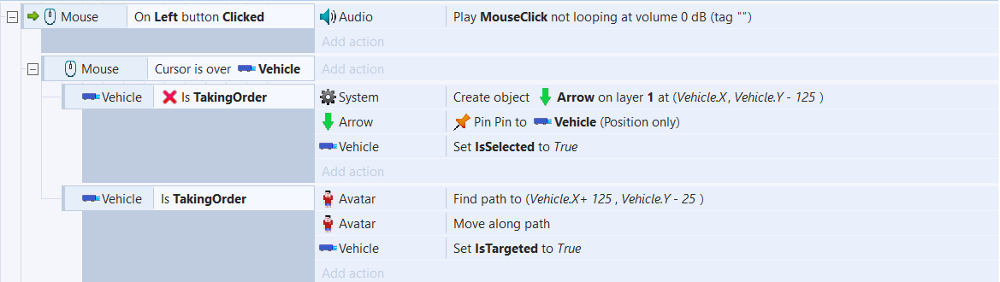 Mouse On Left button Clicked Audio Play MouseClick not looping at volume 0 dB (tag "")
Add action
Mouse Cursor is over Vehicle Add action
Vehicle Is TakingOrder System Create object Arrow on layer 1 at (Vehicle.X, Vehicle.Y - 125 )
Arrow Pin Pin to Vehicle (Position only)
Vehicle Set IsSelected to True
Add action
Vehicle Is TakingOrder Avatar Find path to (Vehicle.X+ 125 , Vehicle.Y - 25 )
Avatar Move along path
Vehicle Set IsTargeted to True
Add action